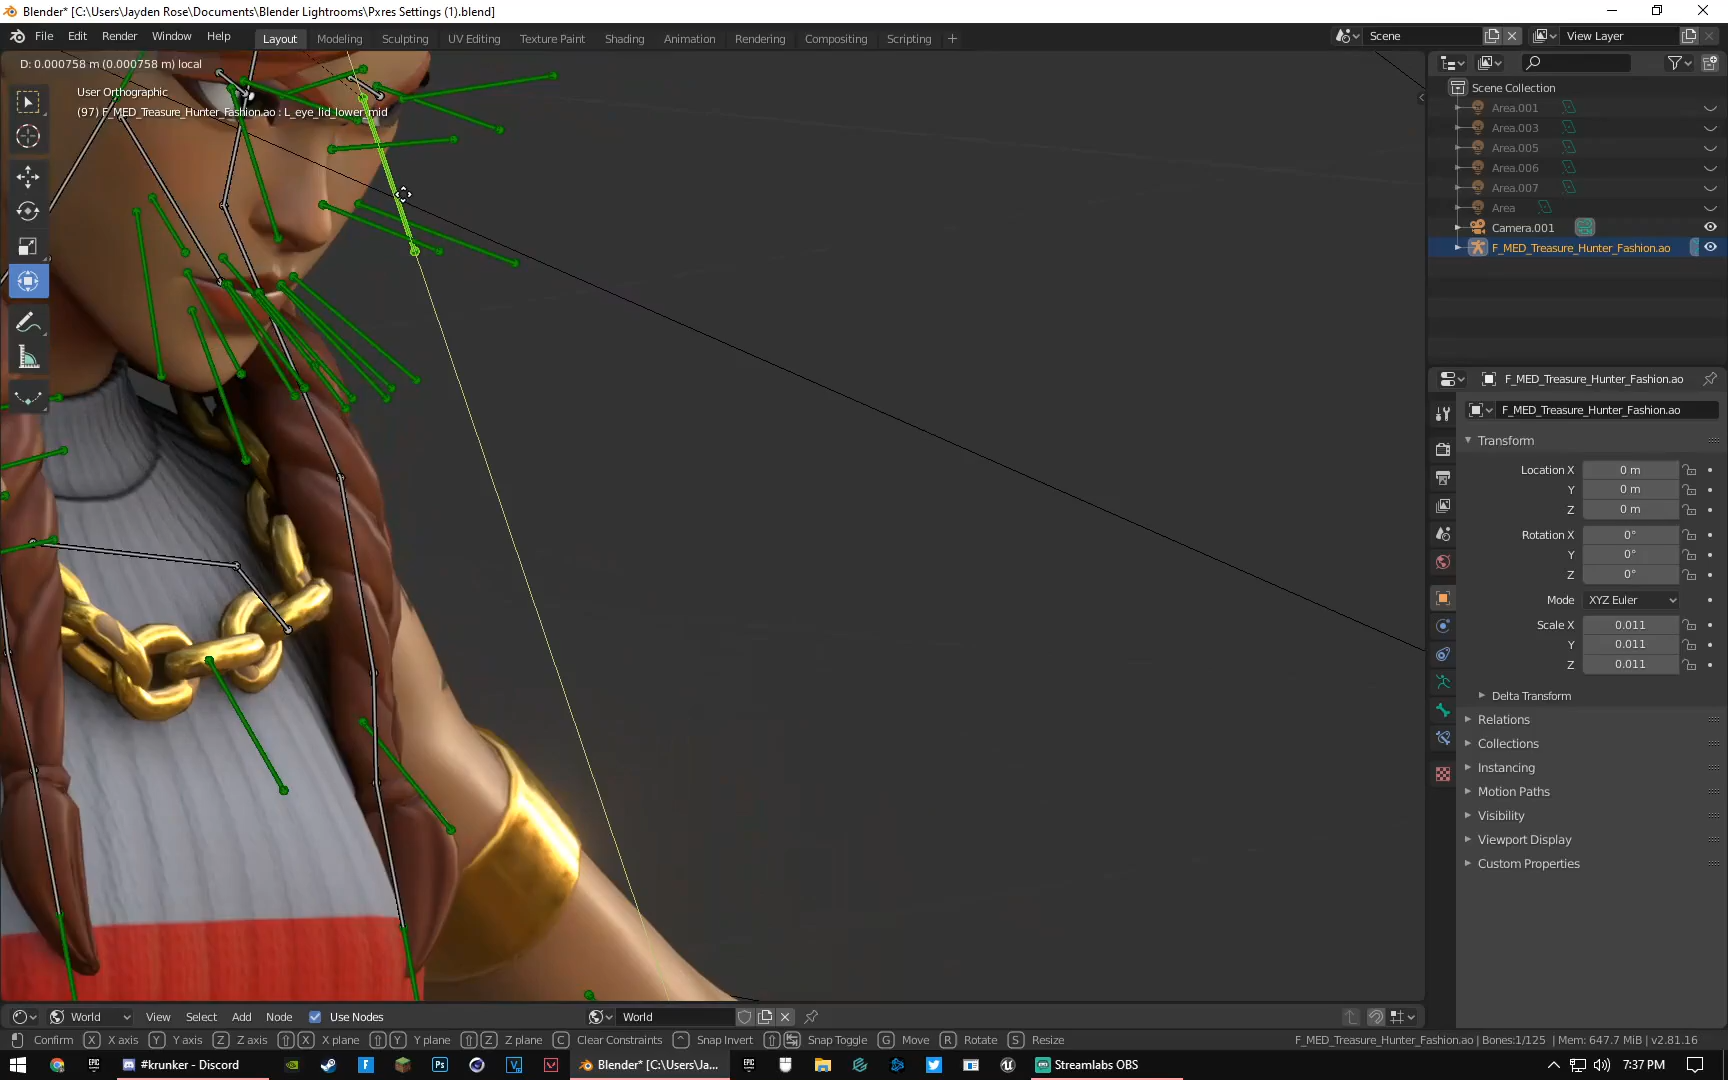 Blender* [C:\Users\Jayden Rose\Documents\Blender Lightrooms\Pxres Settings (1).blend]
File Edit Render Window Help Layout Modeling Sculpting UV Editing Texture Paint Shading Animation Rendering Compositing Scripting + Scene View Layer
D: 0.000758 m (0.000758 m) local
User Orthographic
(97) F_MED_Treasure_Hunter_Fashion.ao : L_eye_lid_lower_mid
Scene Collection
Area.001
Area.003
Area.005
Area.006
Area.007
Area
Camera.001
F_MED_Treasure_Hunter_Fashion.ao
F_MED_Treasure_Hunter_Fashion.ao
F_MED_Treasure_Hunter_Fashion.ao
Transform
Location X 0 m
Y 0 m
Z 0 m
Rotation X 0°
Y 0°
Z 0°
Mode XYZ Euler
Scale X 0.011
Y 0.011
Z 0.011
Delta Transform
Relations
Collections
Instancing
Motion Paths
Visibility
Viewport Display
Custom Properties
World View Select Add Node Use Nodes World
Confirm X X axis Y Y axis Z Z axis X X plane Y Y plane Z Z plane C Clear Constraints Snap Invert Snap Toggle G Move R Rotate S Resize F_MED_Treasure_Hunter_Fashion.ao | Bones:1/125 | Mem: 647.7 MiB | v2.81.16
#krunker - Discord Blender* [C:\Users\Ja... Streamlabs OBS 7:37 PM